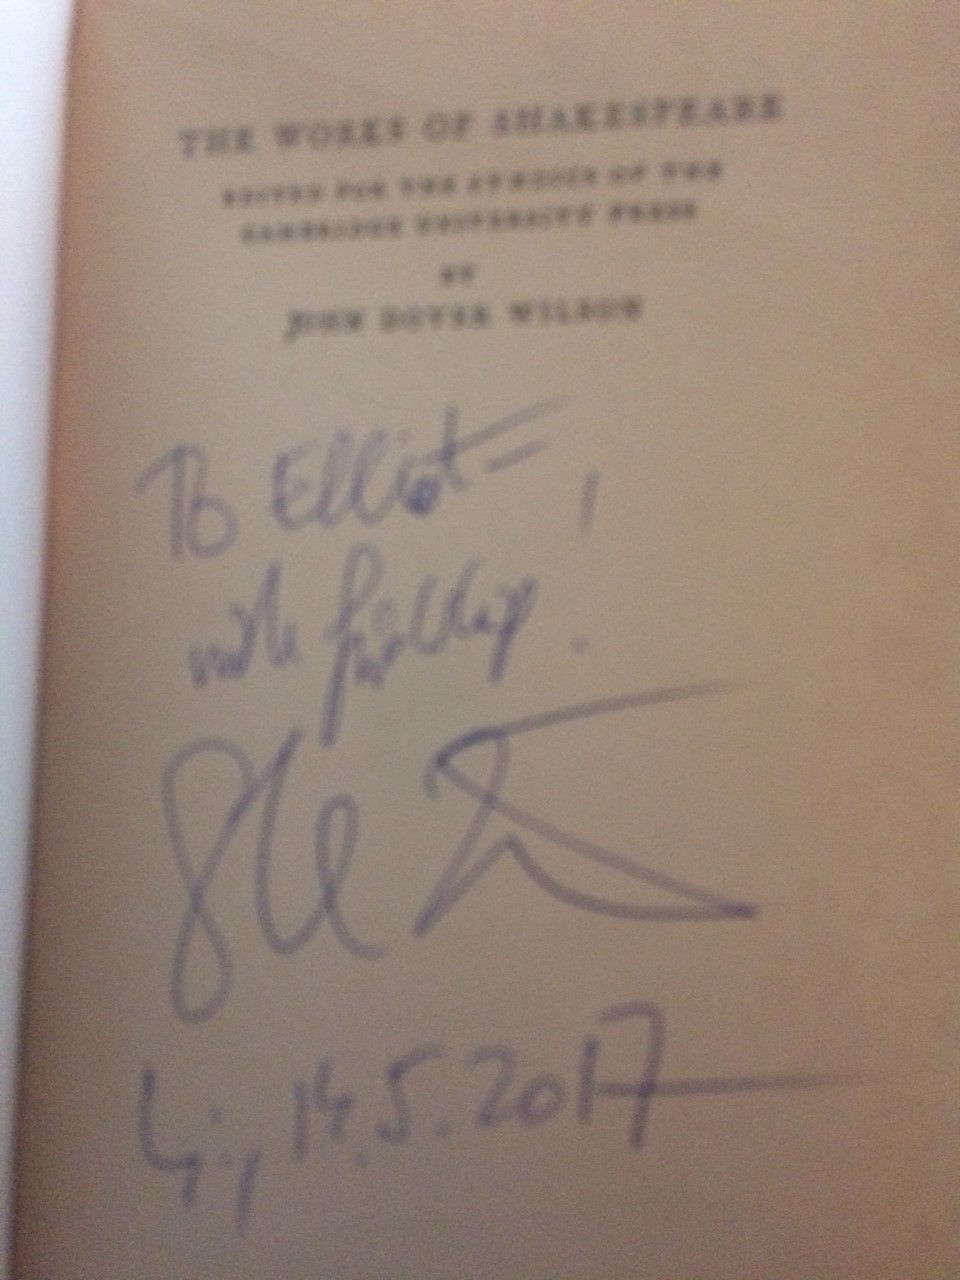 THE WORKS OF SHAKESPEARE
EDITED FOR THE SYNDICS OF THE
CAMBRIDGE UNIVERSITY PRESS
BY
JOHN DOVER WILSON
To Elliot
with
14.5.2017